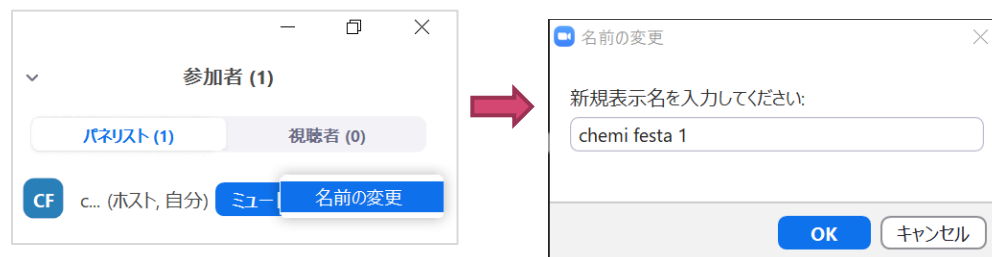 参加者 (1)
パネリスト (1)
視聴者 (0)
CF
c... (ホスト, 自分)
ミュート
名前の変更
名前の変更
新規表示名を入力してください:
chemi festa 1
OK
キャンセル